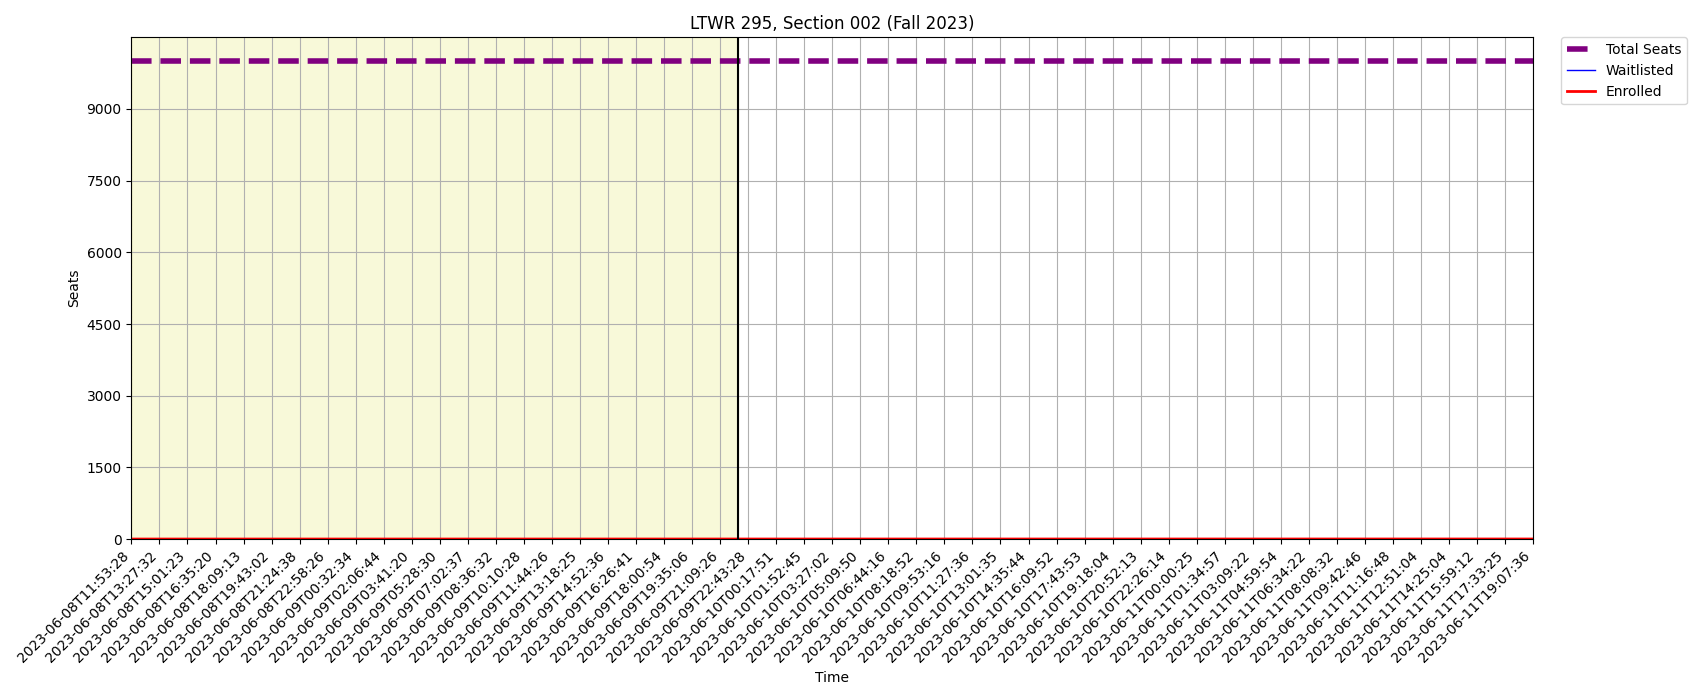 LTWR 295, Section 002 (Fall 2023)
Total Seats
Waitlisted
Enrolled
Seats
9000
7500
6000
4500
3000
1500
0
2023-06-08T11:53:28
2023-06-08T13:27:32
2023-06-08T15:01:23
2023-06-08T16:35:20
2023-06-08T18:09:13
2023-06-08T19:43:02
2023-06-08T21:24:38
2023-06-08T22:58:26
2023-06-09T00:32:34
2023-06-09T02:06:44
2023-06-09T03:41:20
2023-06-09T05:28:30
2023-06-09T07:02:37
2023-06-09T08:36:32
2023-06-09T10:10:28
2023-06-09T11:44:26
2023-06-09T13:18:25
2023-06-09T14:52:36
2023-06-09T16:26:41
2023-06-09T18:00:54
2023-06-09T19:35:06
2023-06-09T21:09:26
2023-06-09T22:43:28
2023-06-10T00:17:51
2023-06-10T01:52:45
2023-06-10T03:27:02
2023-06-10T05:09:50
2023-06-10T06:44:16
2023-06-10T08:18:52
2023-06-10T09:53:16
2023-06-10T11:27:36
2023-06-10T13:01:35
2023-06-10T14:35:44
2023-06-10T16:09:52
2023-06-10T17:43:53
2023-06-10T19:18:04
2023-06-10T20:52:13
2023-06-10T22:26:14
2023-06-11T00:00:25
2023-06-11T01:34:57
2023-06-11T03:09:22
2023-06-11T04:59:54
2023-06-11T06:34:22
2023-06-11T08:08:32
2023-06-11T09:42:46
2023-06-11T11:16:48
2023-06-11T12:51:04
2023-06-11T14:25:04
2023-06-11T15:59:12
2023-06-11T17:33:25
2023-06-11T19:07:36
Time